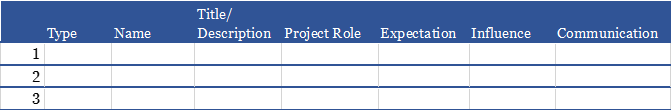 Type Name Title/
Description Project Role Expectation Influence Communication
1
2
3